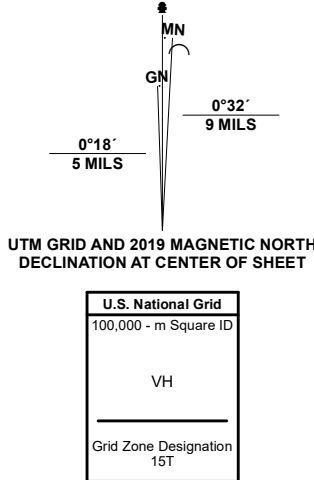 MN
GN
0°32´
9 MILS
0°18´
5 MILS
UTM GRID AND 2019 MAGNETIC NORTH
DECLINATION AT CENTER OF SHEET
U.S. National Grid
100,000 - m Square ID
VH
Grid Zone Designation
15T